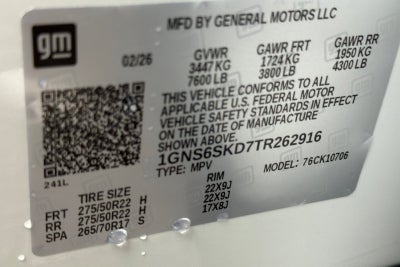 gm
MFD BY GENERAL MOTORS LLC
02/26
GVWR GAWR FRT GAWR RR
3447 KG 1724 KG 1950 KG
7600 LB 3800 LB 4300 LB
THIS VEHICLE CONFORMS TO ALL
APPLICABLE U.S. FEDERAL MOTOR
VEHICLE SAFETY STANDARDS IN EFFECT
ON THE DATE OF MANUFACTURE
SHOWN ABOVE.
1GNS6SKD7TR262916
TYPE: MPV MODEL: 76CK10706
241L
TIRE SIZE RIM
FRT 275/50R22 H 22X9J
RR 275/50R22 H 22X9J
SPA 265/70R17 S 17X8J